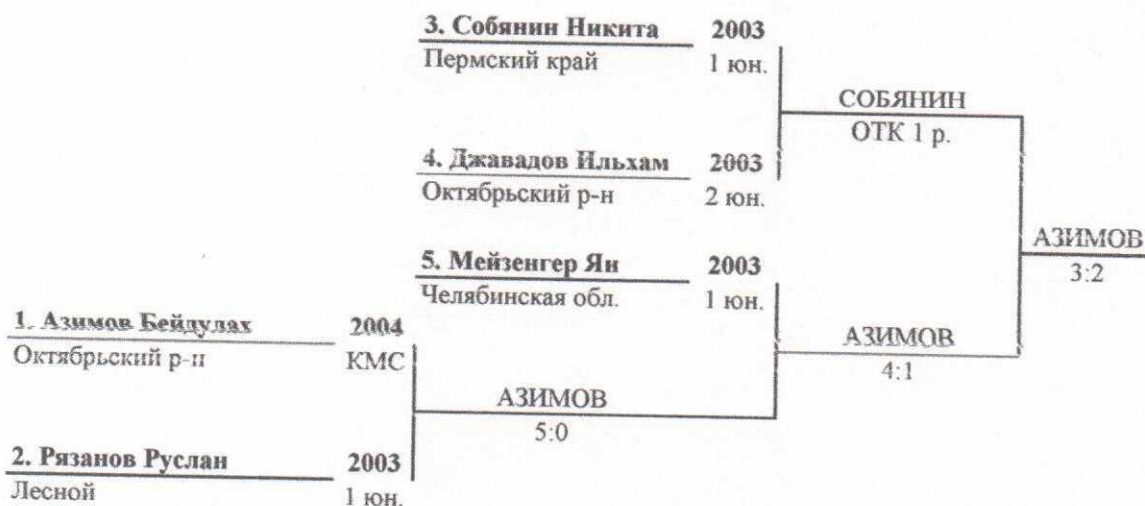 3. Собянин Никита 2003
Пермский край 1 юн.
СОБЯНИН
ОТК 1 р.
4. Джавадов Ильхам 2003
Октябрьский р-н 2 юн.
АЗИМОВ
3:2
5. Мейзенгер Ян 2003
Челябинская обл. 1 юн.
1. Азимов Бейдулах 2004
Октябрьский р-н КМС
АЗИМОВ
4:1
АЗИМОВ
5:0
2. Рязанов Руслан 2003
Лесной 1 юн.